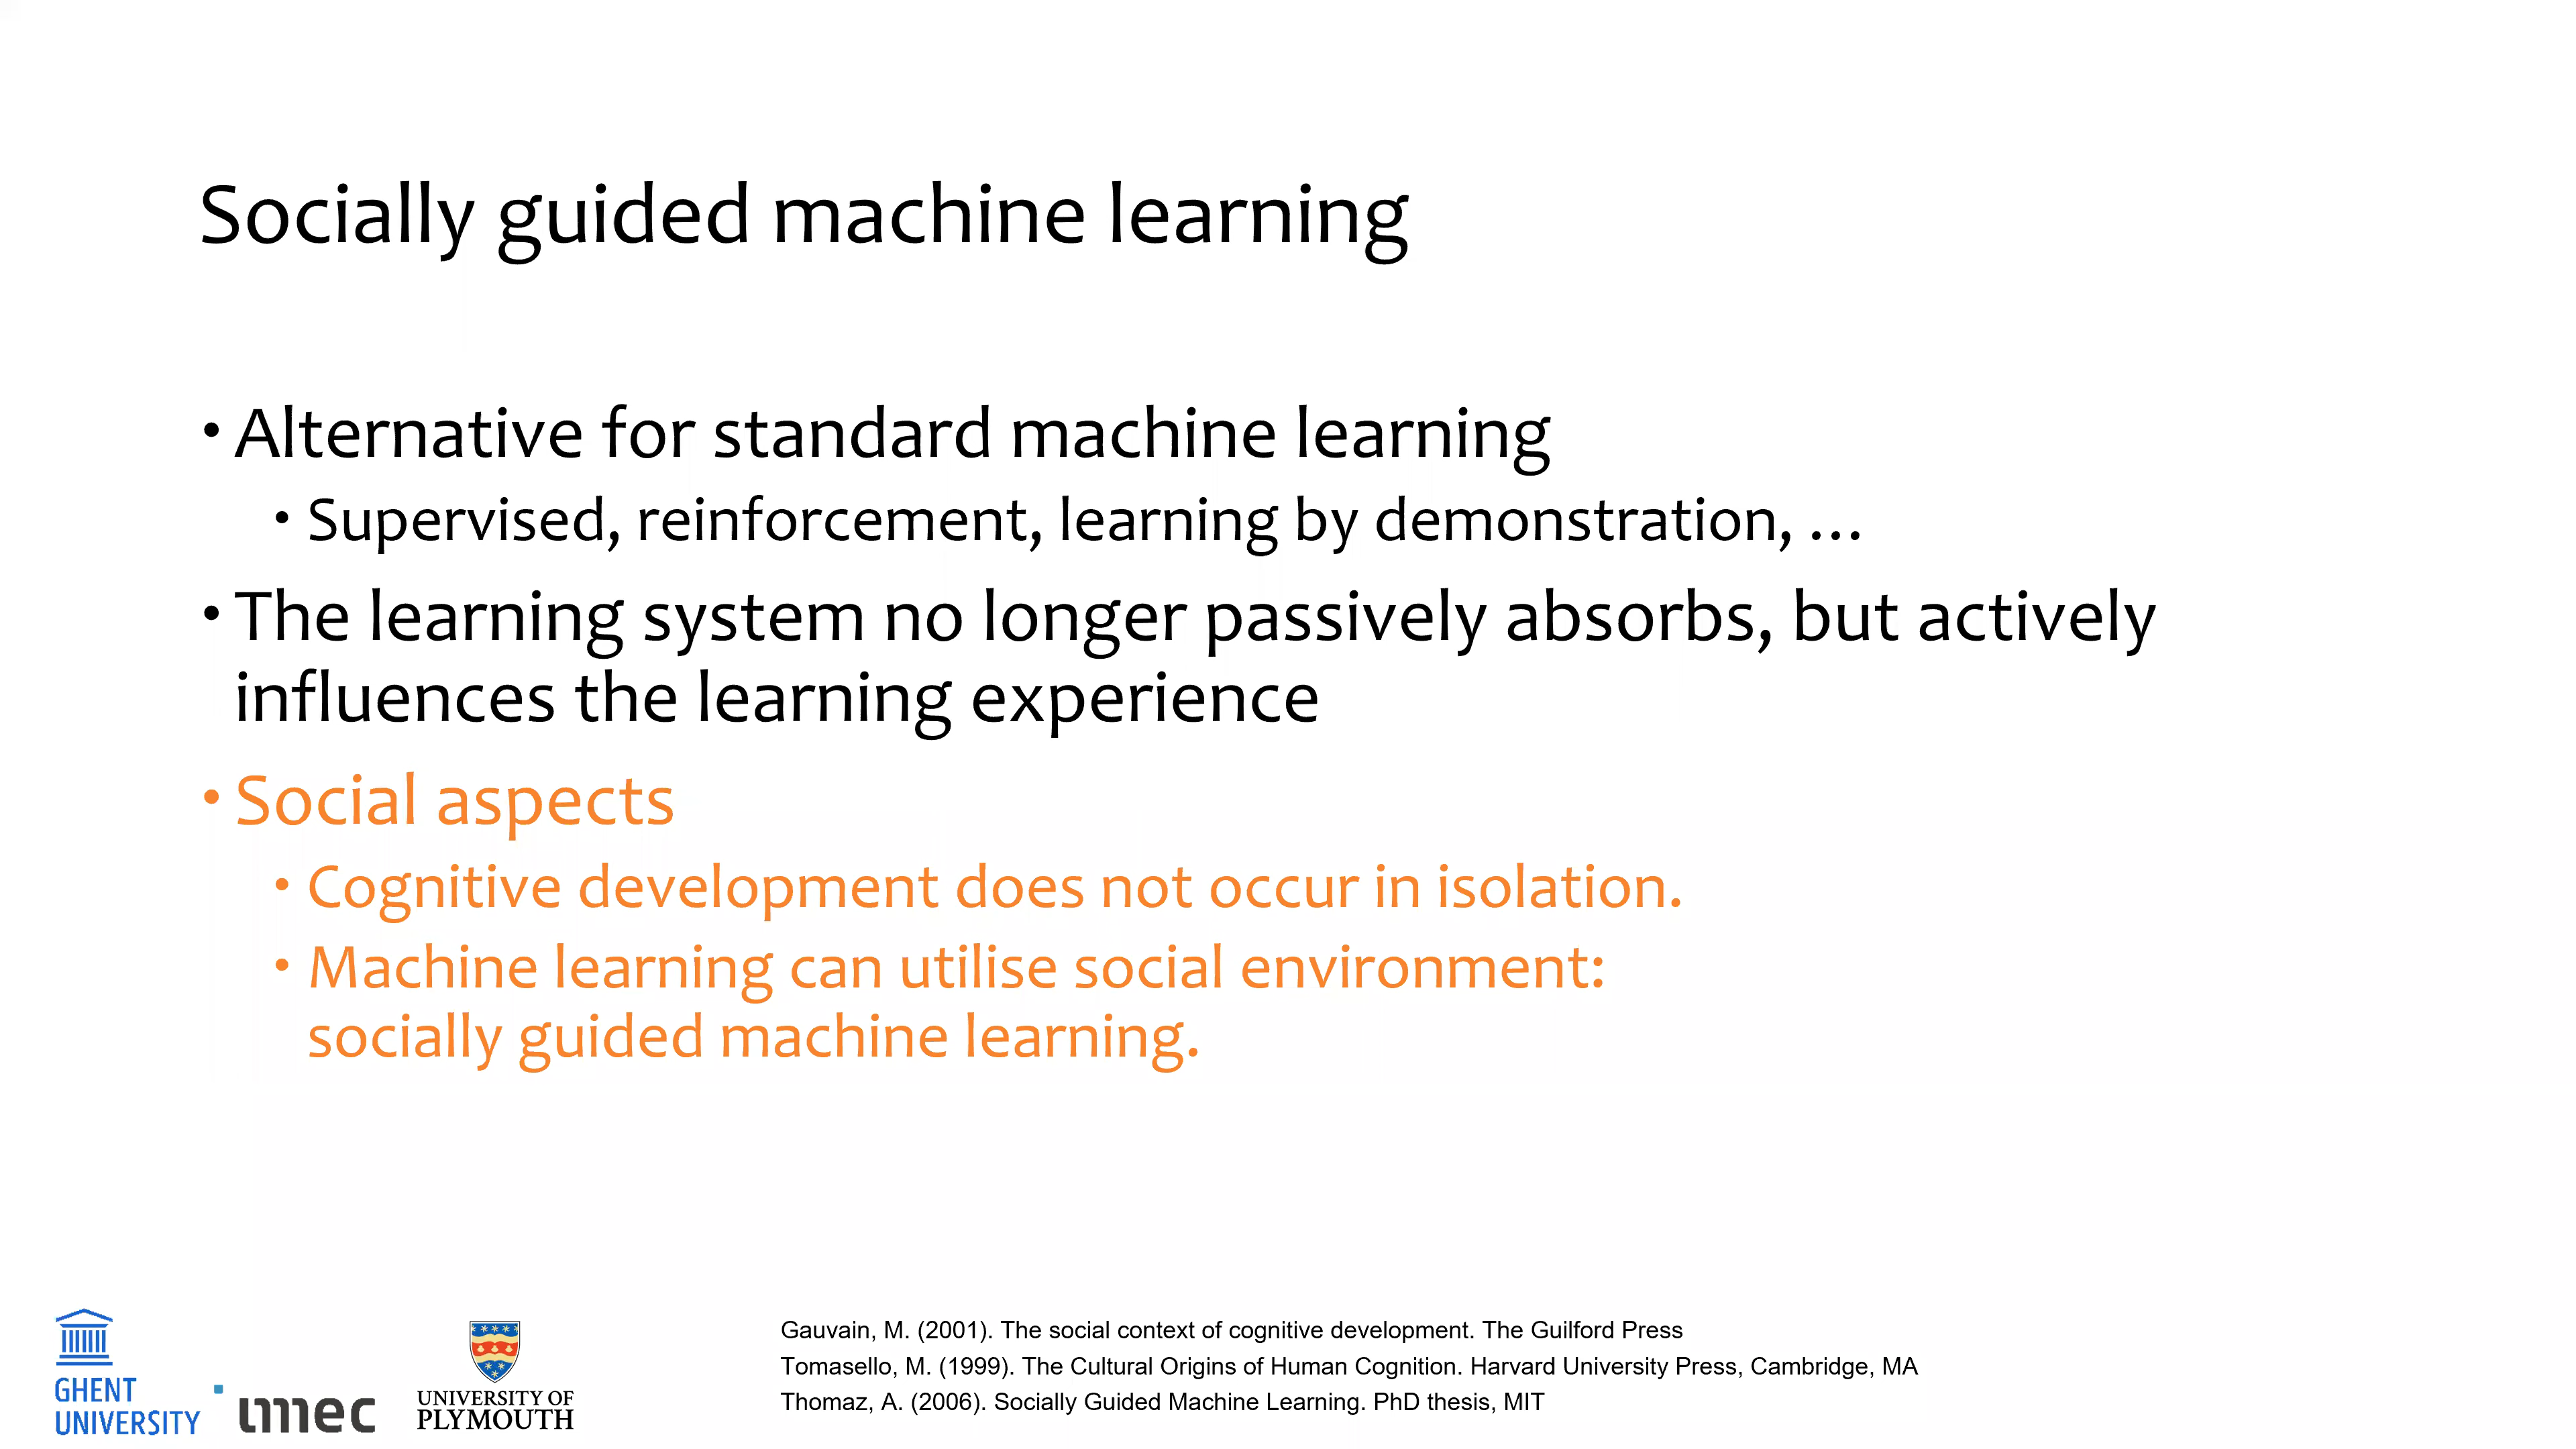 Socially guided machine learning
• Alternative for standard machine learning
• Supervised, reinforcement, learning by demonstration, …
• The learning system no longer passively absorbs, but actively
influences the learning experience
• Social aspects
• Cognitive development does not occur in isolation.
• Machine learning can utilise social environment:
socially guided machine learning.
Gauvain, M. (2001). The social context of cognitive development. The Guilford Press
Tomasello, M. (1999). The Cultural Origins of Human Cognition. Harvard University Press, Cambridge, MA
Thomaz, A. (2006). Socially Guided Machine Learning. PhD thesis, MIT
GHENT
UNIVERSITY
imec
UNIVERSITY OF
PLYMOUTH